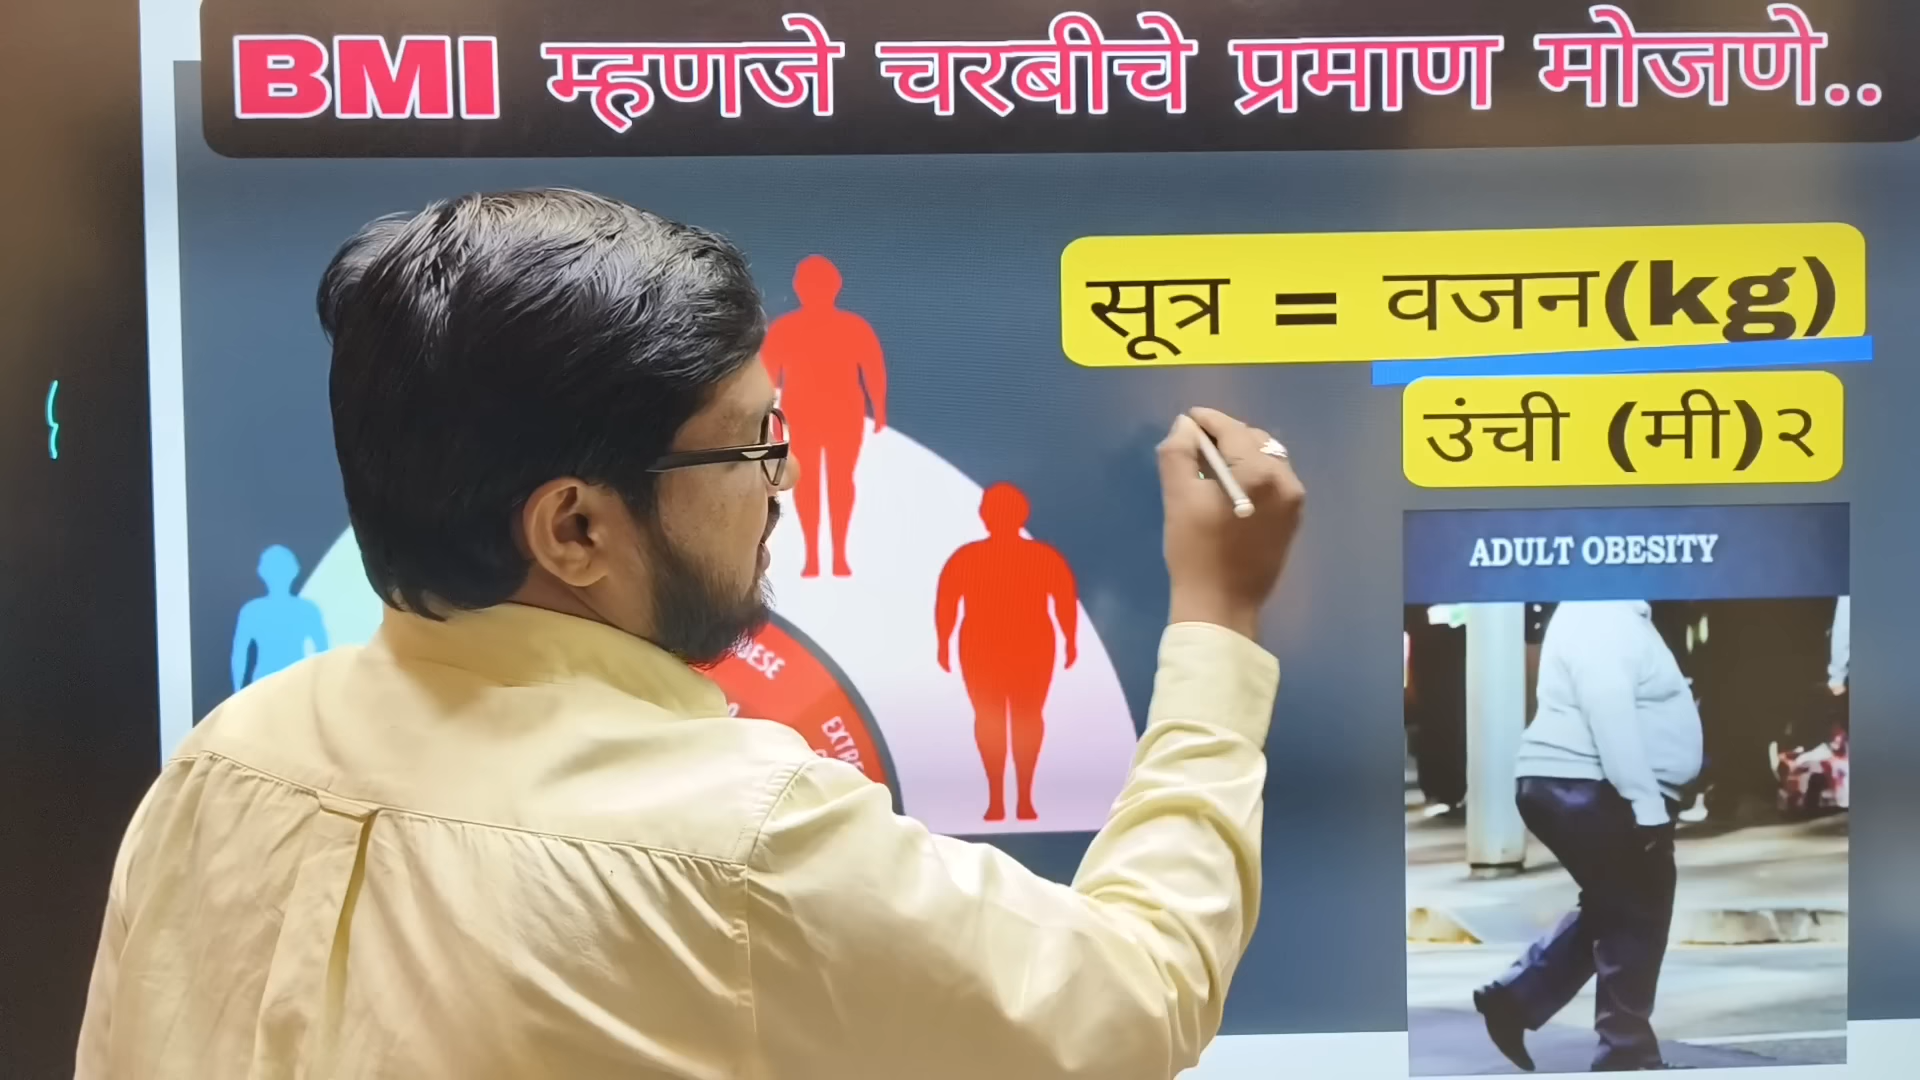 BMI म्हणजे चरबीचे प्रमाण मोजणे..
सूत्र = वजन(kg)
उंची (मी)२
ADULT OBESITY